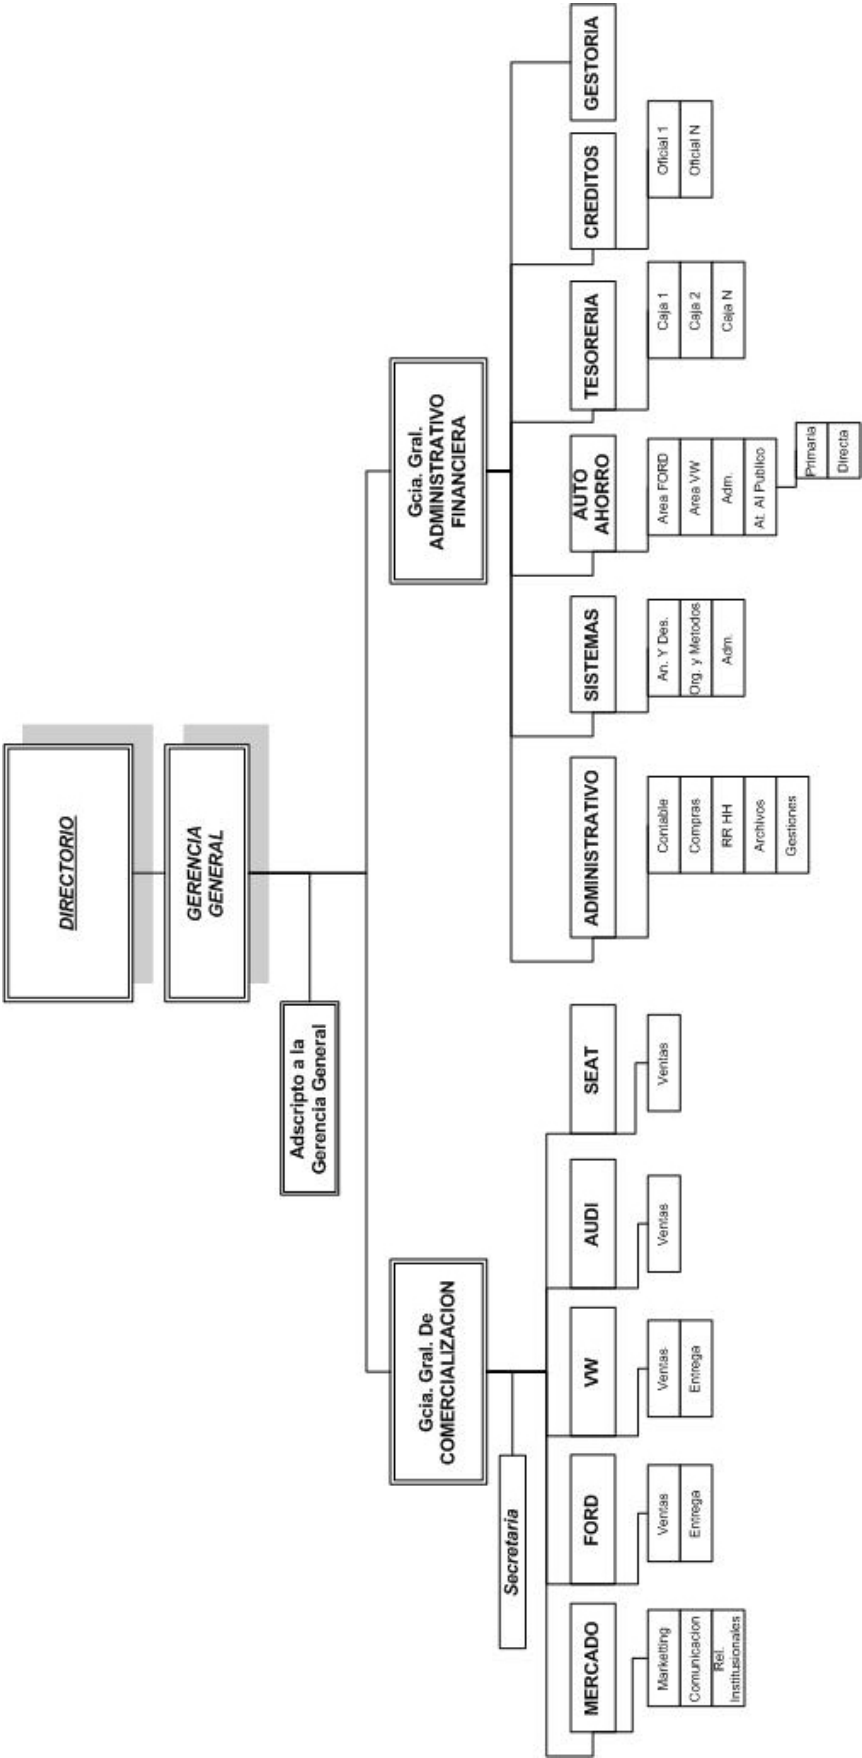 DIRECTORIO
GERENCIA
GENERAL
Adscripto a la
Gerencia General
Gcia. Gral. De
COMERCIALIZACION
Gcia. Gral.
ADMINISTRATIVO
FINANCIERA
Secretaria
MERCADO
Marketting
Comunicacion
Rel.
Institusionales
FORD
Ventas
Entrega
VW
Ventas
Entrega
AUDI
Ventas
SEAT
Ventas
ADMINISTRATIVO
Contable
Compras
RR HH
Archivos
Gestiones
SISTEMAS
An. Y Des.
Org. y Metodos
Adm.
AUTO
AHORRO
Area FORD
Area VW
Adm.
At. Al Publico
Primaria
Directa
TESORERIA
Caja 1
Caja 2
Caja N
CREDITOS
Oficial 1
Oficial N
GESTORIA